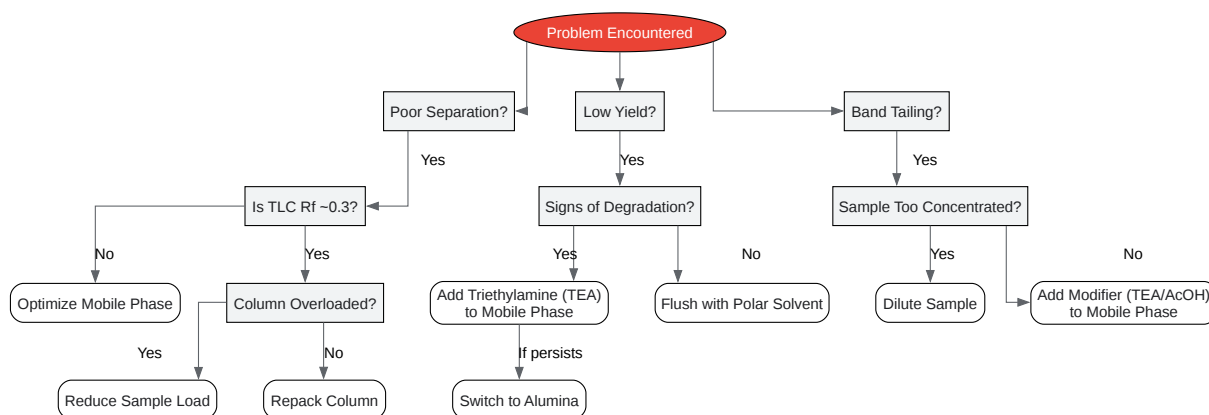 Problem Encountered
Poor Separation?
Low Yield?
Band Tailing?
Yes
Yes
Yes
Is TLC Rf ~0.3?
Signs of Degradation?
Sample Too Concentrated?
No
Yes
Yes
No
Yes
No
Optimize Mobile Phase
Column Overloaded?
Add Triethylamine (TEA)
to Mobile Phase
Flush with Polar Solvent
Dilute Sample
Add Modifier (TEA/AcOH)
to Mobile Phase
Yes
No
If persists
Reduce Sample Load
Repack Column
Switch to Alumina